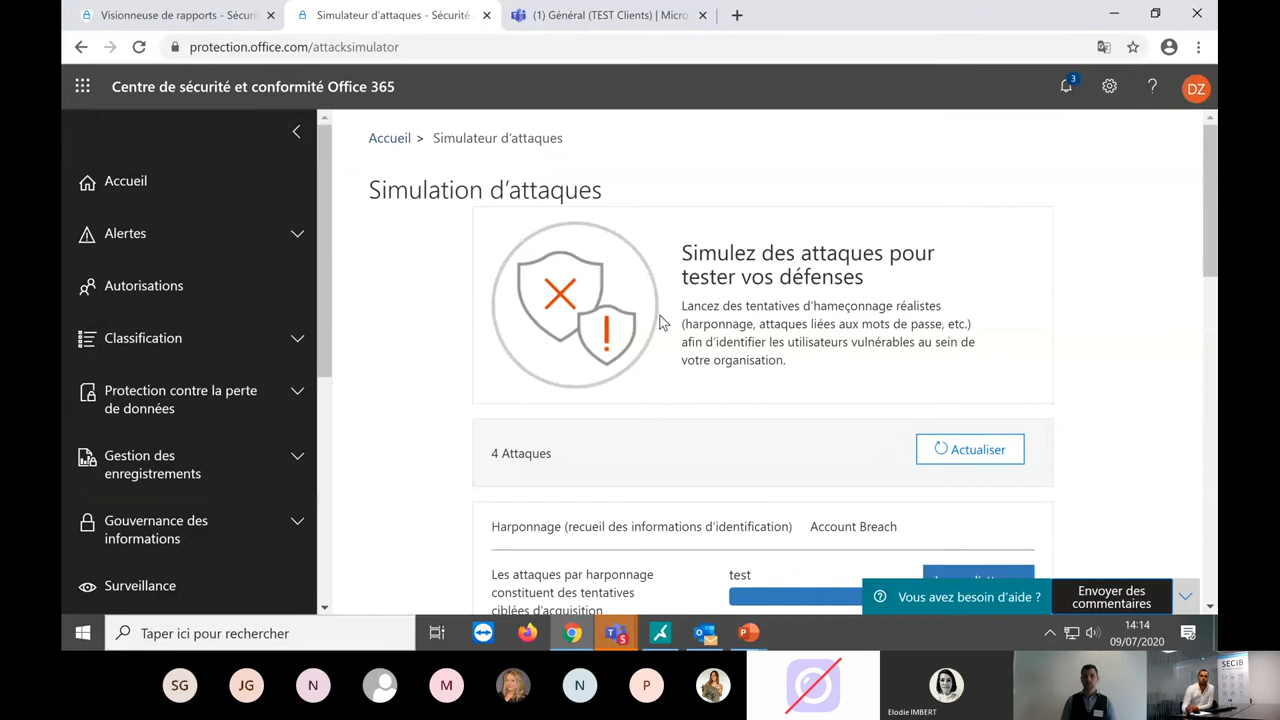 Visionneuse de rapports - Sécuri
Simulateur d'attaques - Sécurité
(1) Général (TEST Clients) | Micro
protection.office.com/attacksimulator
Centre de sécurité et conformité Office 365
3
DZ
Accueil > Simulateur d'attaques
Accueil
Alertes
Autorisations
Classification
Protection contre la perte
de données
Gestion des
enregistrements
Gouvernance des
informations
Surveillance
Simulation d'attaques
Simulez des attaques pour
tester vos défenses
Lancez des tentatives d'hameçonnage réalistes
(harponnage, attaques liées aux mots de passe, etc.)
afin d'identifier les utilisateurs vulnérables au sein de
votre organisation.
4 Attaques
Actualiser
Harponnage (recueil des informations d'identification) Account Breach
Les attaques par harponnage
constituent des tentatives
ciblées d'acquisition
test
Vous avez besoin d'aide ?
Envoyer des
commentaires
Taper ici pour rechercher
5
14:14
09/07/2020
SG
JG
N
M
N
P
Elodie IMBERT
SECIB